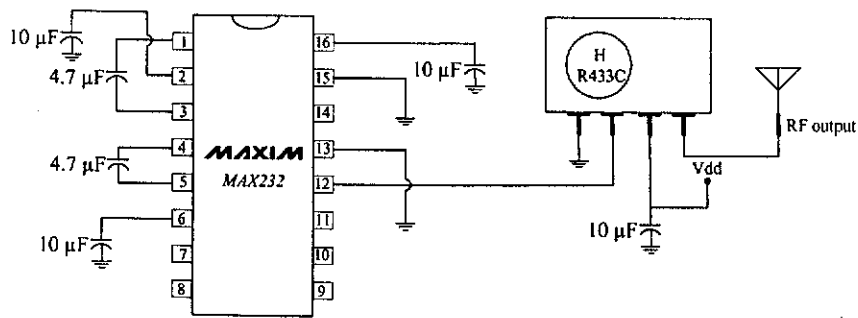 10 µF
4.7 µF
4.7 µF
10 µF
1
2
3
4
5
6
7
8
MAXIM
MAX232
16
15
14
13
12
11
10
9
10 µF
H
R433C
RF output
Vdd
10 µF